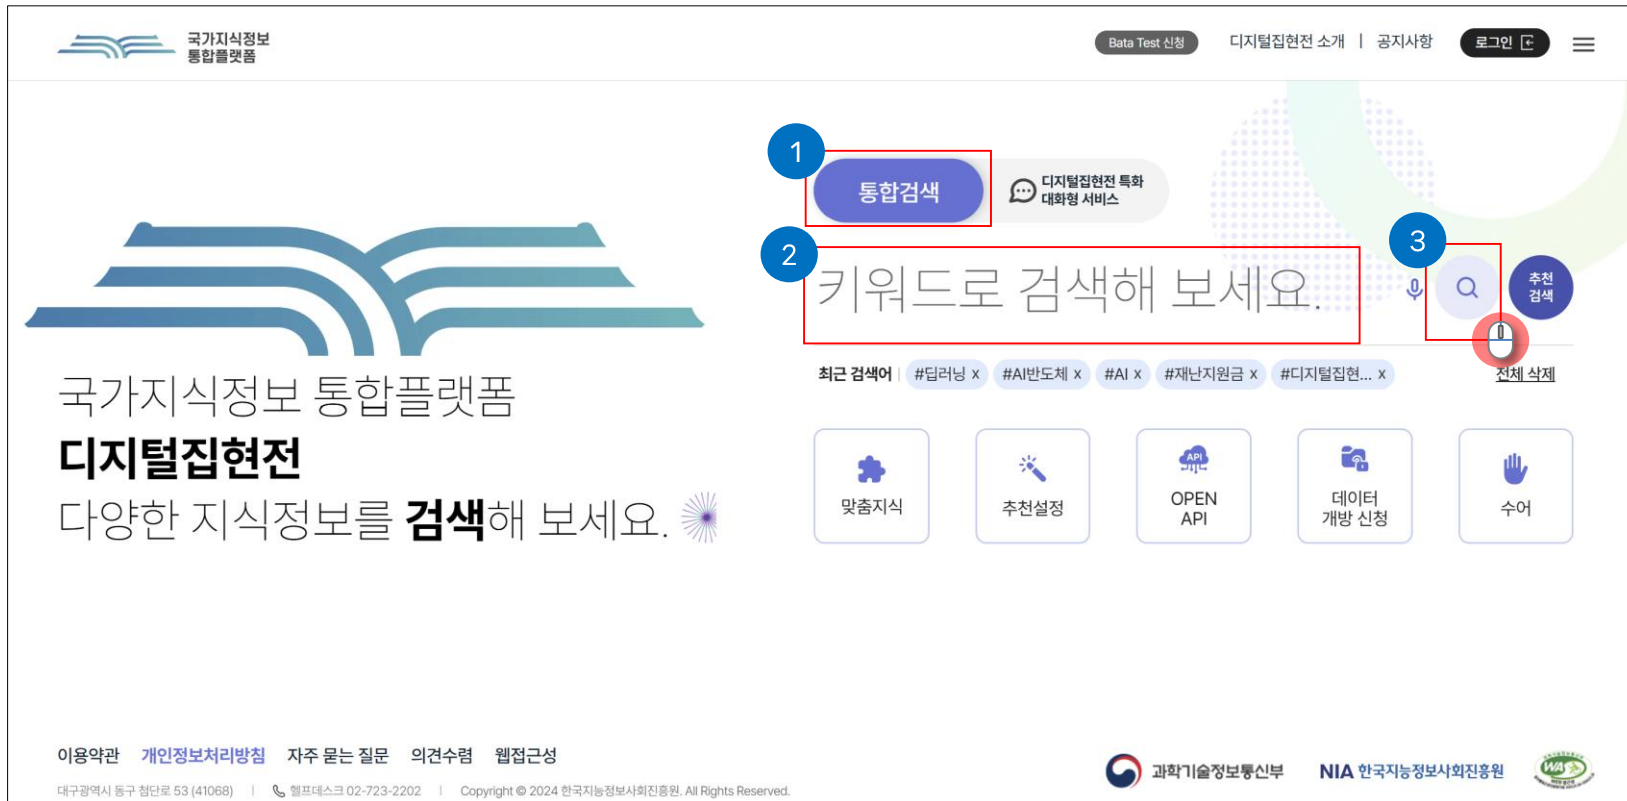 국가지식정보
통합플랫폼
Bata Test 신청
디지털집현전 소개 | 공지사항
로그인
1
통합검색
디지털집현전 특화
대화형 서비스
2
키워드로 검색해 보세요.
3
추천
검색
최근 검색어 | #딥러닝 x #AI반도체 x #AI x #재난지원금 x #디지털집현... x
전체 삭제
국가지식정보 통합플랫폼
디지털집현전
다양한 지식정보를 검색해 보세요.
맞춤지식
추천설정
API
OPEN
API
데이터
개방 신청
수어
이용약관 개인정보처리방침 자주 묻는 질문 의견수렴 웹접근성
대구광역시 동구 첨단로 53 (41068) | 헬프데스크 02-723-2202 | Copyright © 2024 한국지능정보사회진흥원. All Rights Reserved.
과학기술정보통신부
NIA 한국지능정보사회진흥원
WA